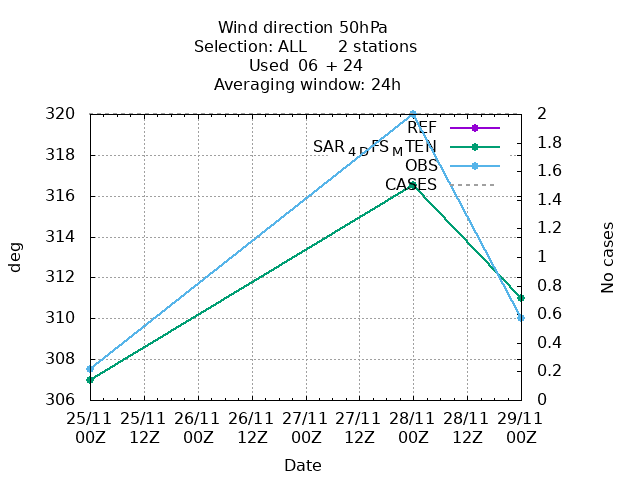 Wind direction 50hPa
Selection: ALL 2 stations
Used 06 + 24
Averaging window: 24h
320
318
316
314
312
310
308
306
deg
2
1.8
1.6
1.4
1.2
1
0.8
0.6
0.4
0.2
0
No cases
REF
SAR4DFSMTEN
OBS
CASES
25/11 25/11 26/11 26/11 27/11 27/11 28/11 28/11 29/11
00Z 12Z 00Z 12Z 00Z 12Z 00Z 12Z 00Z
Date